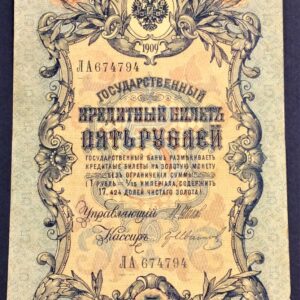 1909
ЛА 674794
ГОСУДАРСТВЕННЫЙ
КРЕДИТНЫЙ БИЛЕТЪ
ПЯТЬ РУБЛЕЙ
ГОСУДАРСТВЕННЫЙ БАНКЪ РАЗМѢНИВАЕТЪ
КРЕДИТНЫЕ БИЛЕТЫ НА ЗОЛОТУЮ МОНЕТУ
БЕЗЪ ОГРАНИЧЕНІЯ СУММЫ
(1 РУБЛЬ = 1/15 ИМПЕРІАЛА, СОДЕРЖИТЪ
17,424 ДОЛЕЙ ЧИСТАГО ЗОЛОТА)
Управляющій
Кассиръ
ЛА 674794